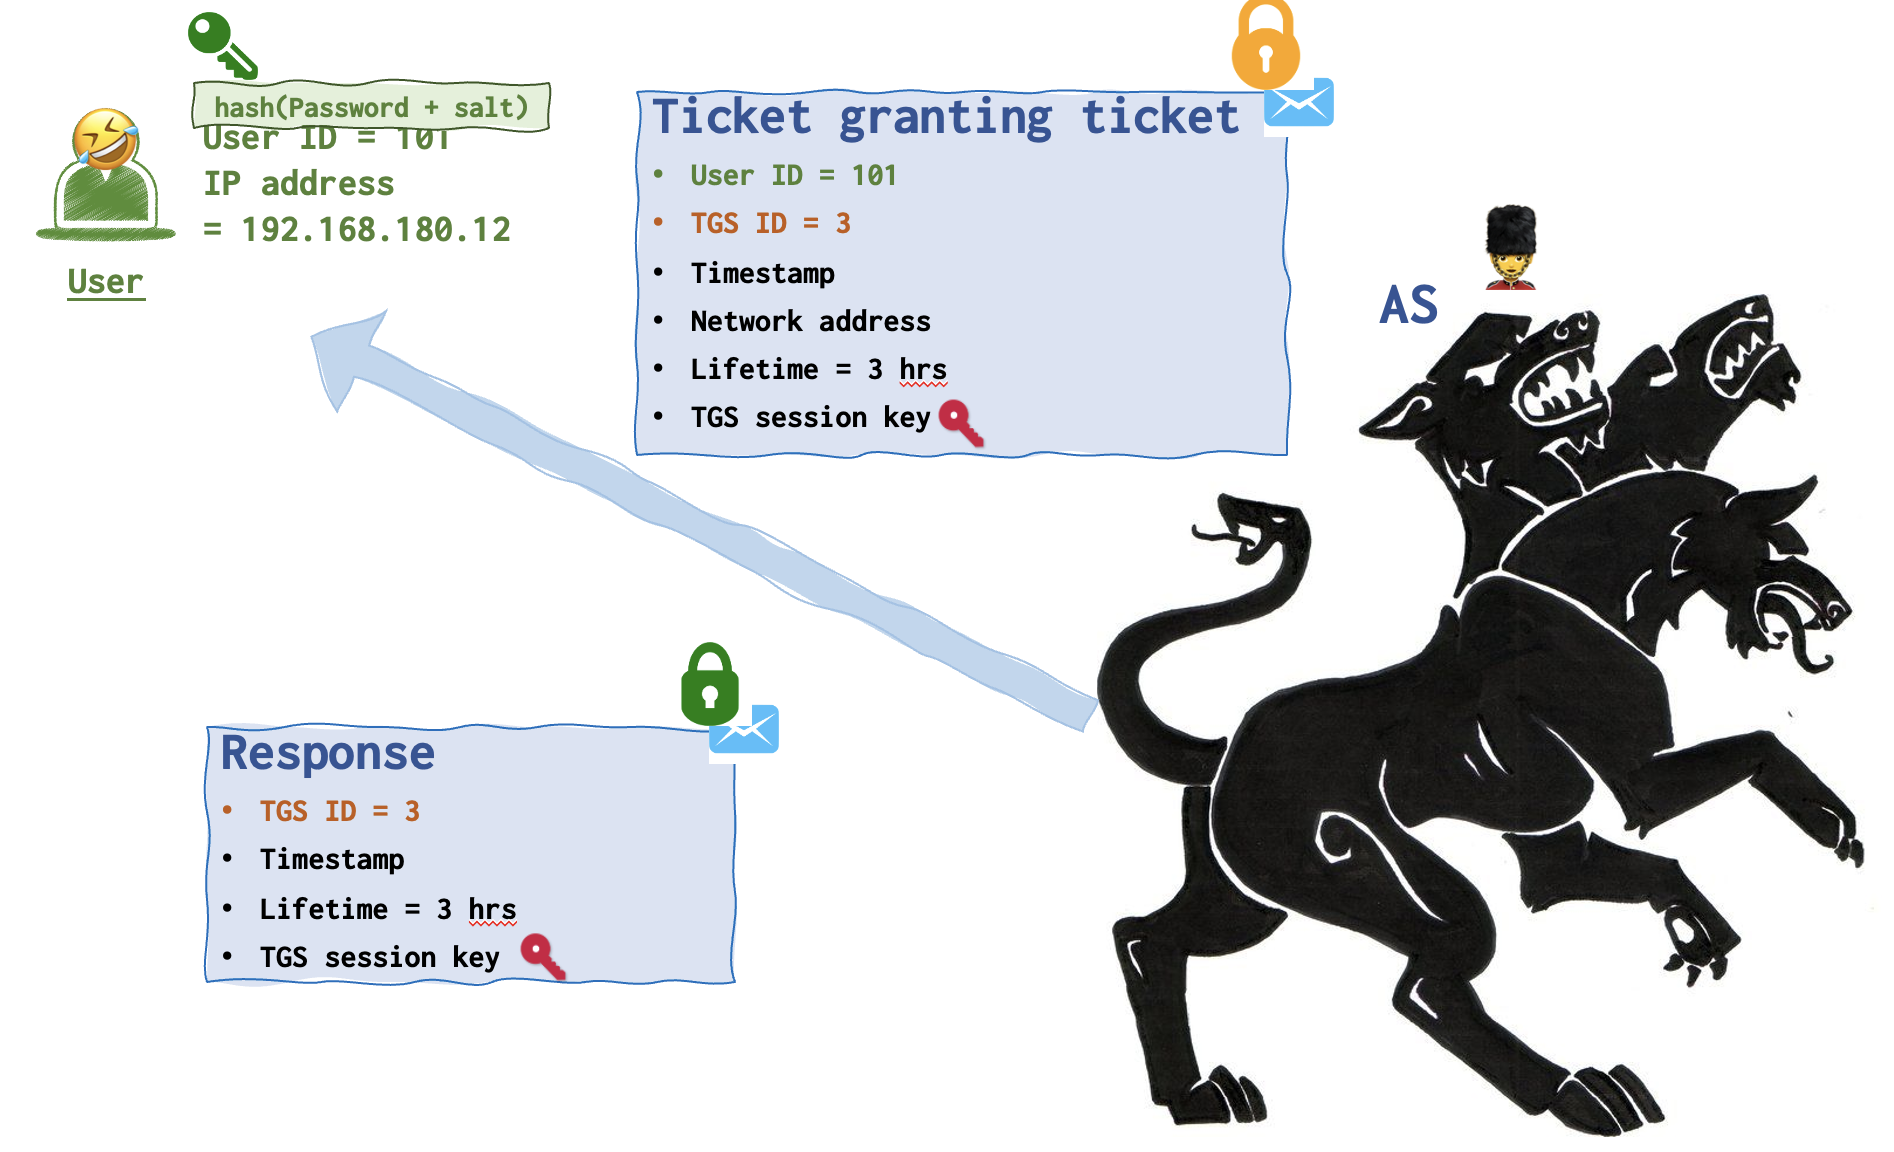 hash(Password + salt)
User ID = 101
IP address
= 192.168.180.12
User
Ticket granting ticket
• User ID = 101
• TGS ID = 3
• Timestamp
• Network address
• Lifetime = 3 hrs
• TGS session key
AS
Response
• TGS ID = 3
• Timestamp
• Lifetime = 3 hrs
• TGS session key